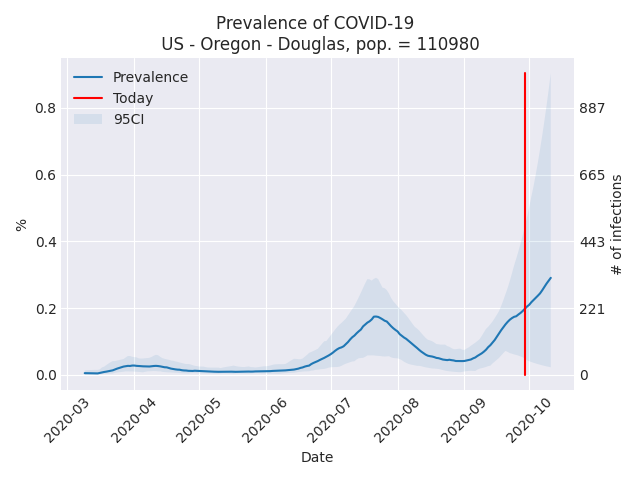 Prevalence of COVID-19
US - Oregon - Douglas, pop. = 110980
Prevalence
Today
95CI
0.8
0.6
0.4
0.2
0.0
%
887
665
443
221
0
# of infections
2020-03
2020-04
2020-05
2020-06
2020-07
2020-08
2020-09
2020-10
Date